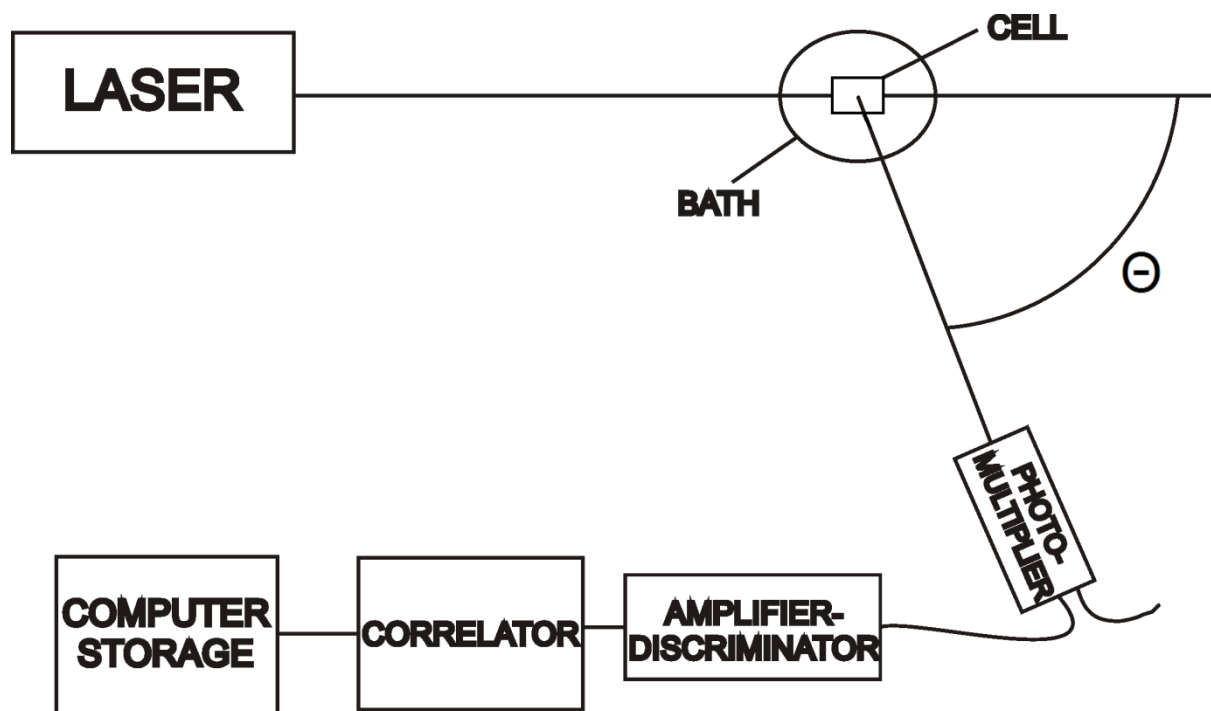 LASER
CELL
BATH
Θ
PHOTO-
MULTIPLIER
COMPUTER
STORAGE
CORRELATOR
AMPLIFIER-
DISCRIMINATOR